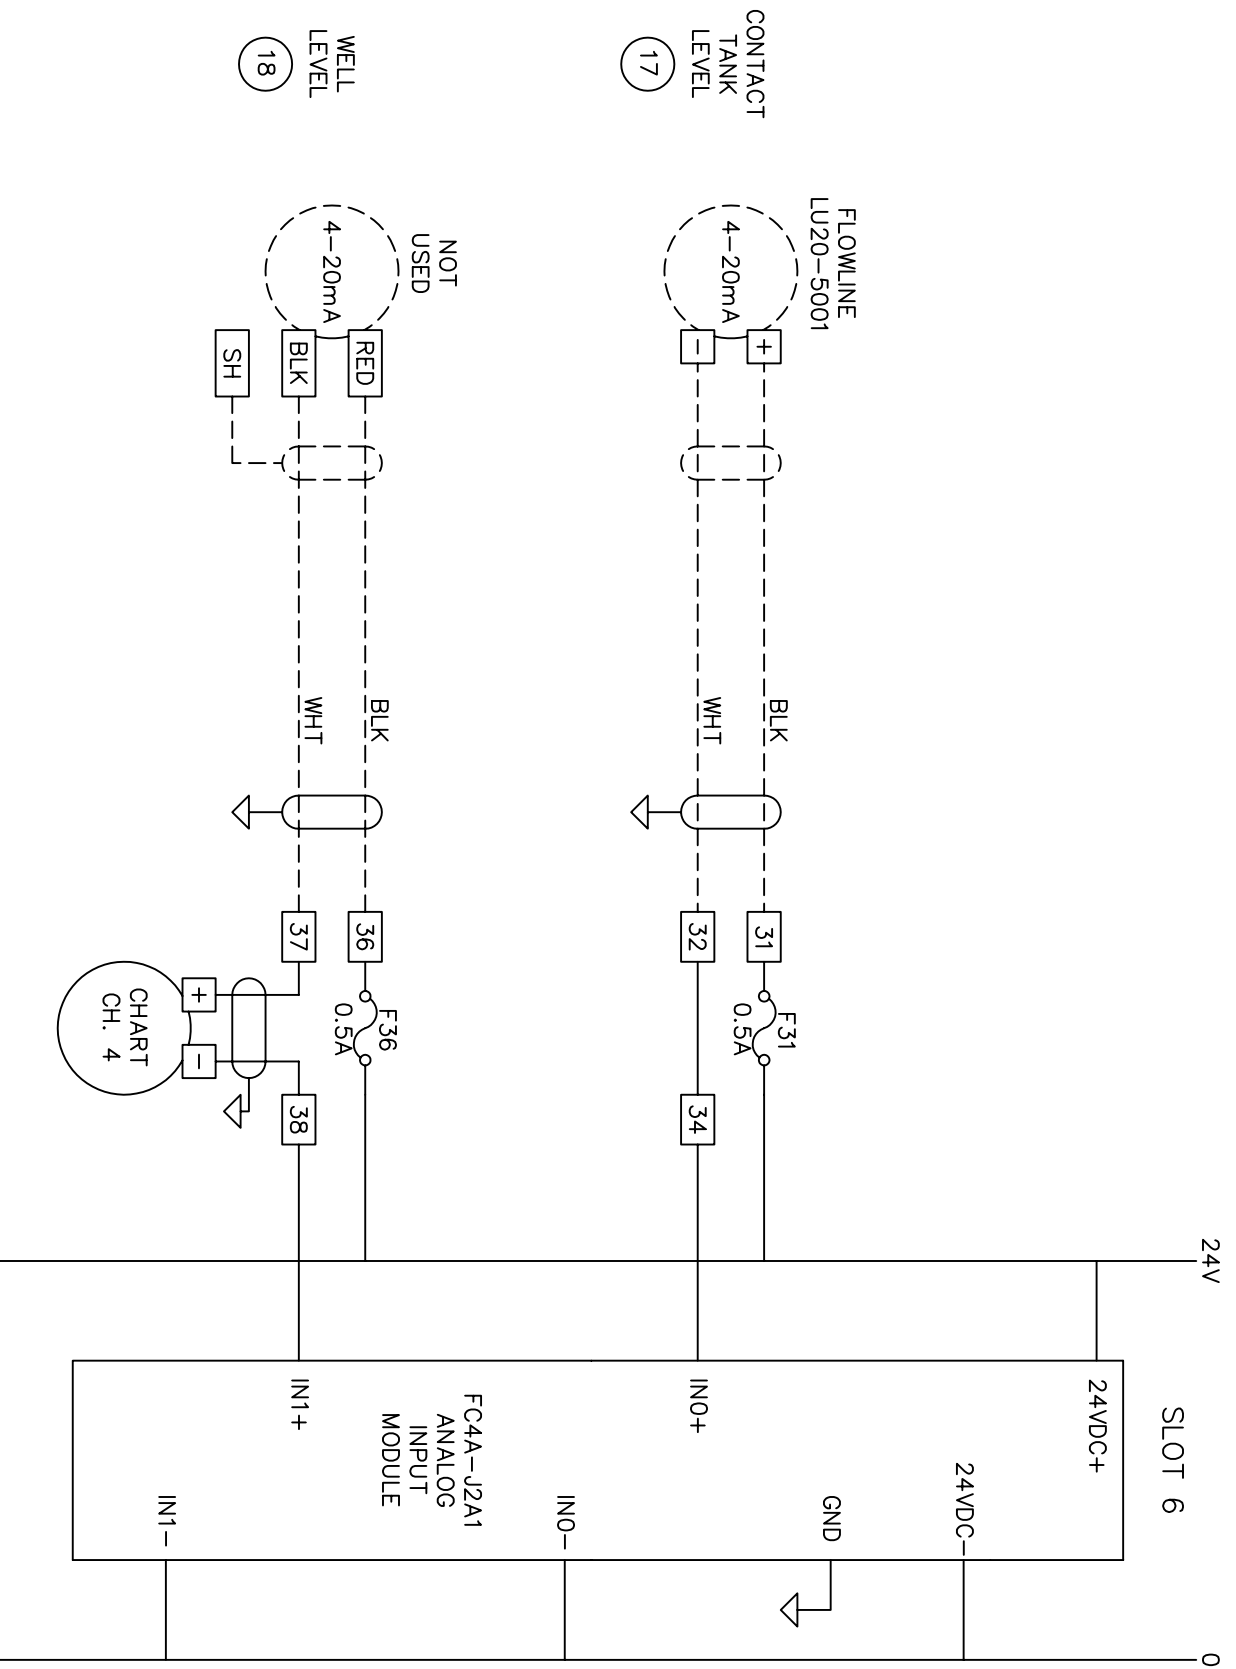 24V
0
SLOT 6
24VDC+
24VDC-
GND
FLOWLINE
LU20-5001
CONTACT
TANK
LEVEL
17
4-20mA
+
-
BLK
WHT
31
32
F31
0.5A
34
IN0+
IN0-
FC4A-J2A1
ANALOG
INPUT
MODULE
NOT
USED
WELL
LEVEL
18
4-20mA
RED
BLK
SH
BLK
WHT
36
37
F36
0.5A
38
IN1+
IN1-
+
-
CHART
CH. 4